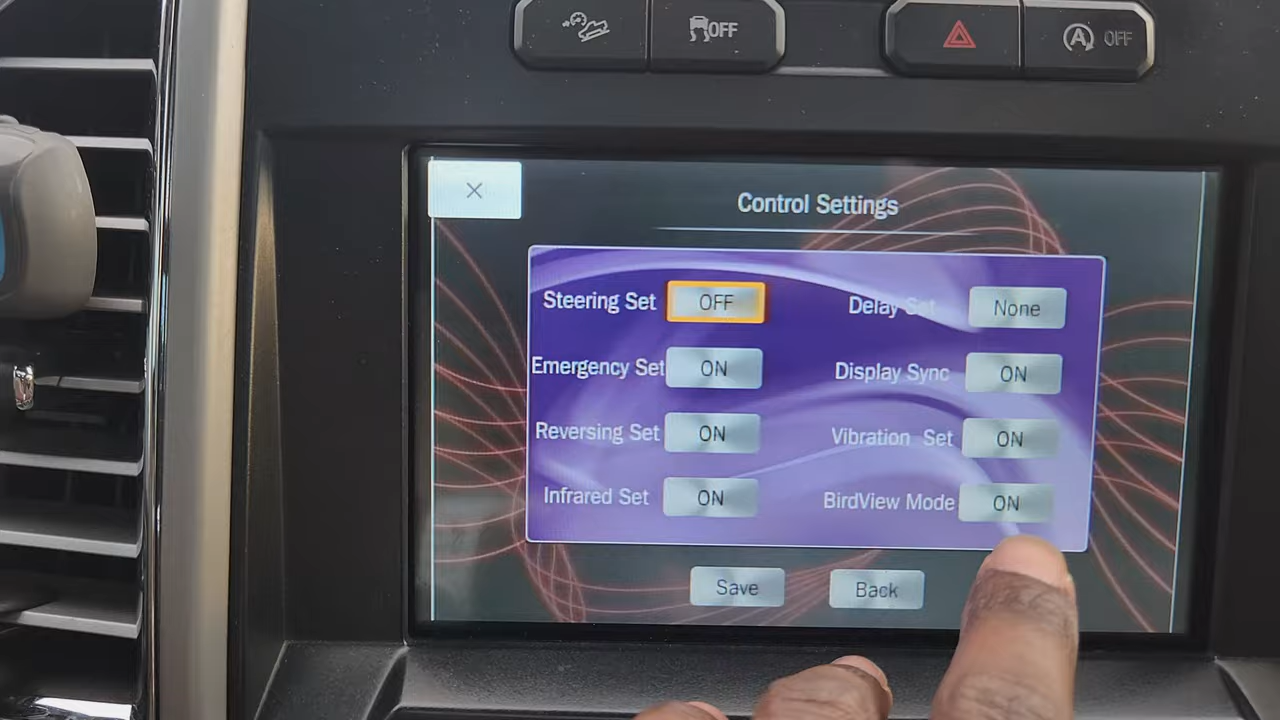 OFF
A OFF
Control Settings
Steering Set OFF Delay Set None
Emergency Set ON Display Sync ON
Reversing Set ON Vibration Set ON
Infrared Set ON BirdView Mode ON
Save Back